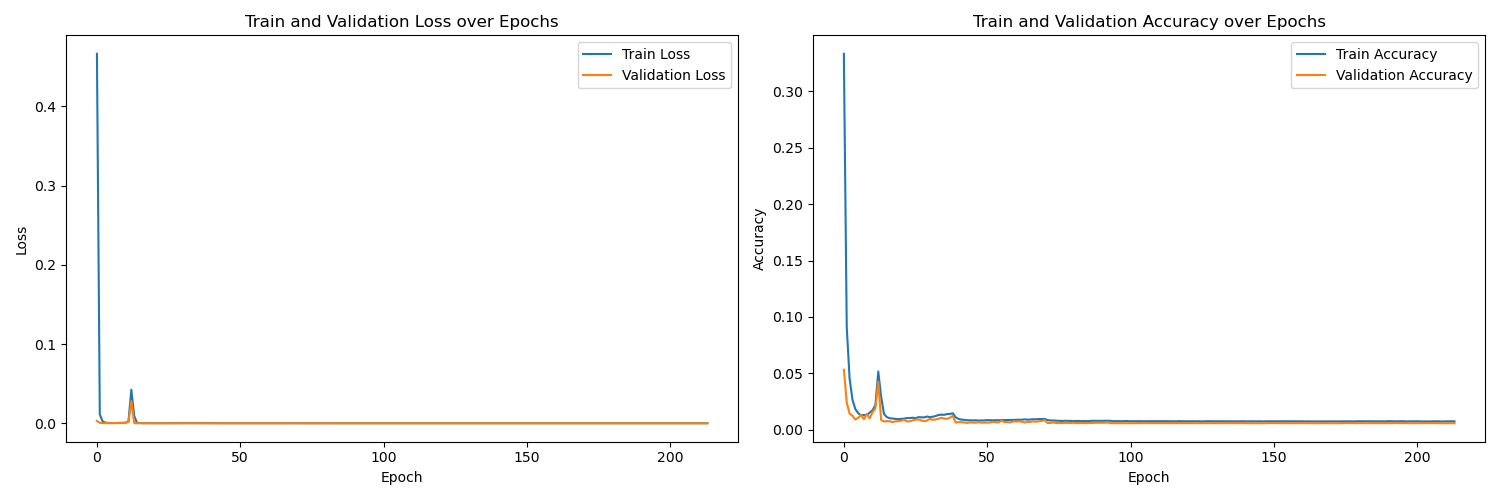 Train and Validation Loss over Epochs
Train Loss
Validation Loss
0.4
0.3
0.2
0.1
0.0
Loss
0
50
100
150
200
Epoch
Train and Validation Accuracy over Epochs
Train Accuracy
Validation Accuracy
0.30
0.25
0.20
0.15
0.10
0.05
0.00
Accuracy
0
50
100
150
200
Epoch